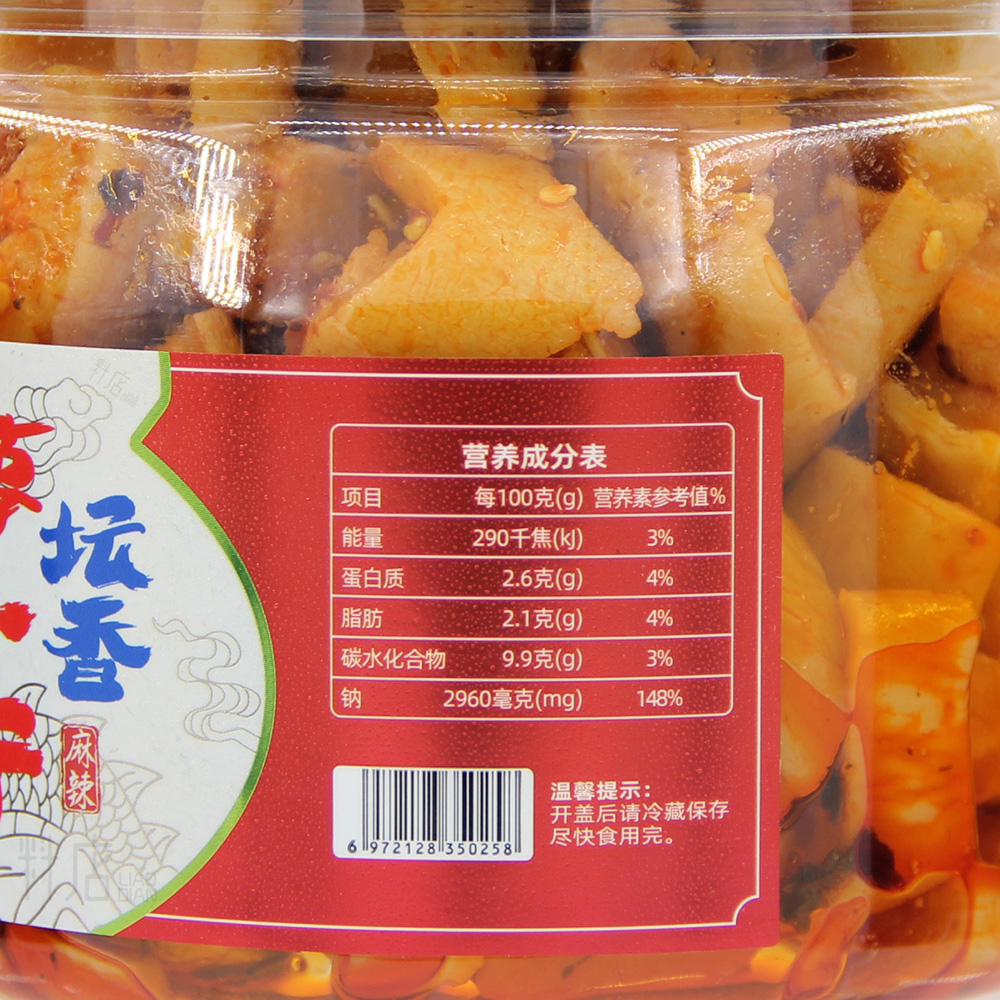 坛香
麻辣
营养成分表
项目 每100克(g) 营养素参考值%
能量 290千焦(kJ) 3%
蛋白质 2.6克(g) 4%
脂肪 2.1克(g) 4%
碳水化合物 9.9克(g) 3%
钠 2960毫克(mg) 148%
6 972128 350258
温馨提示：
开盖后请冷藏保存
尽快食用完。
料店
LIAO
DIAN